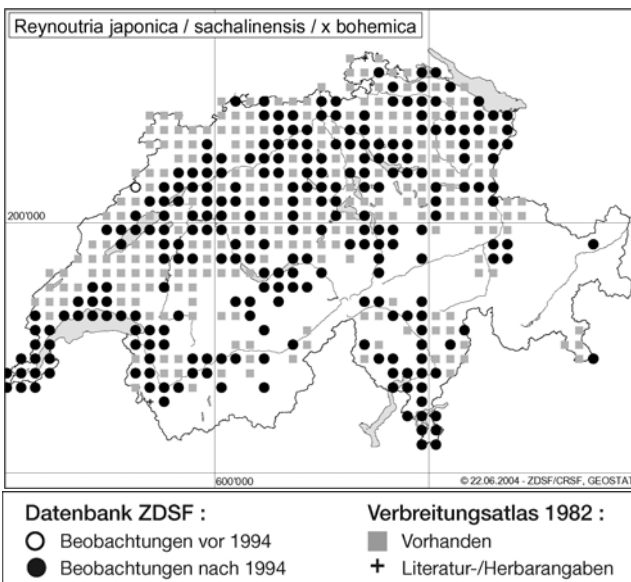 Reynoutria japonica / sachalinensis / x bohemica
200'000
600'000
© 22.06.2004 - ZDSF/CRSF, GEOSTAT
Datenbank ZDSF :
Beobachtungen vor 1994
Beobachtungen nach 1994
Verbreitungsatlas 1982 :
Vorhanden
Literatur-/Herbarangaben